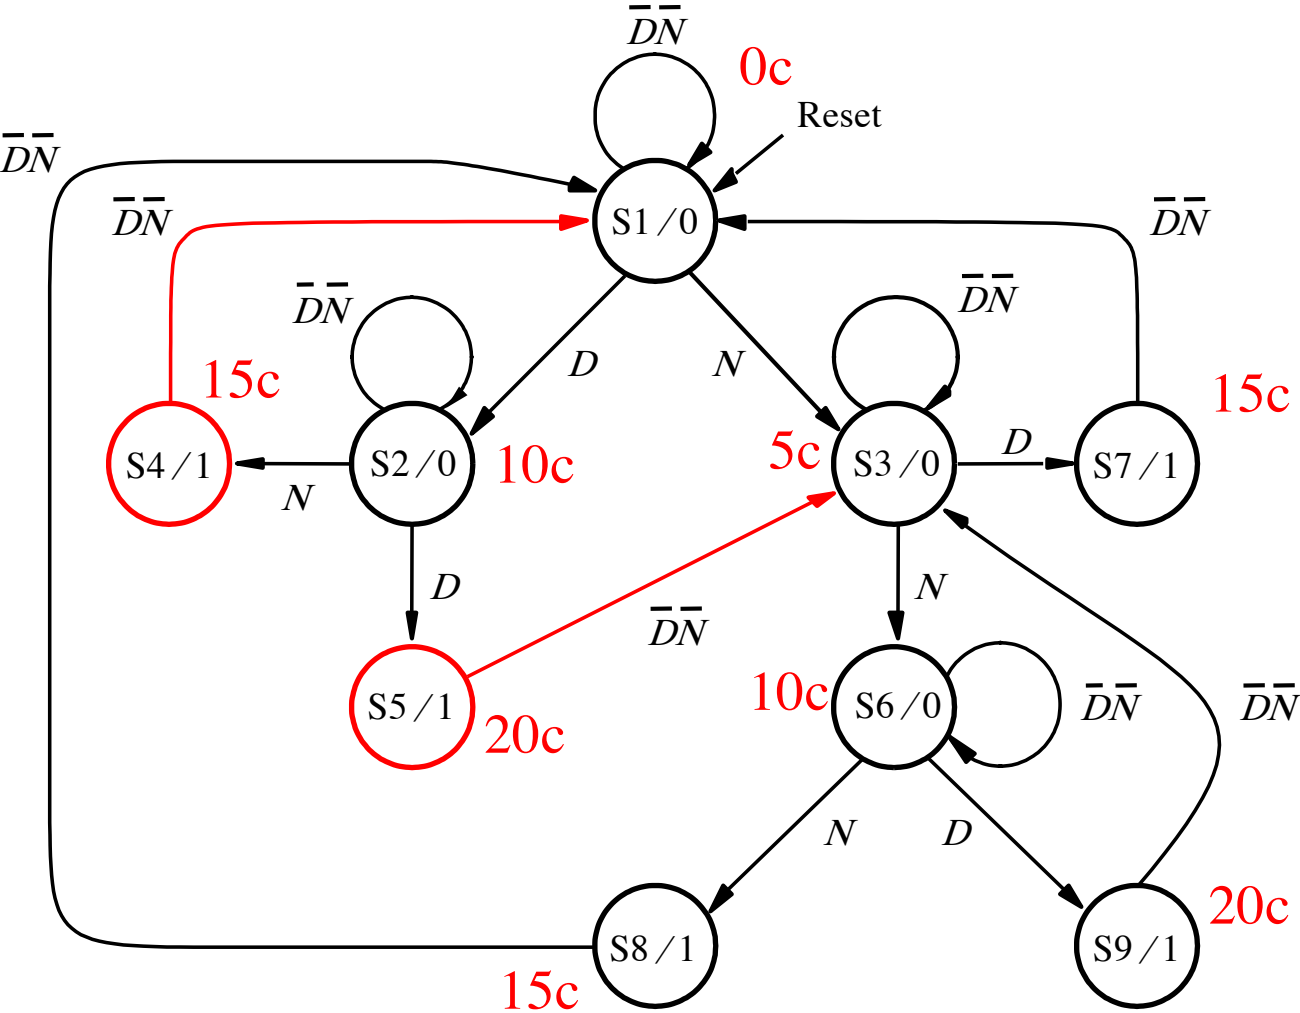 D̅N̅
0c
Reset
D̅N̅
D̅N̅
D̅N̅
S1/0
D̅N̅
D̅N̅
D
N
15c
15c
S4/1
N
S2/0
10c
5c
S3/0
D
S7/1
D
N
D̅N̅
S5/1
20c
10c
S6/0
D̅N̅
D̅N̅
N
D
20c
S8/1
S9/1
15c